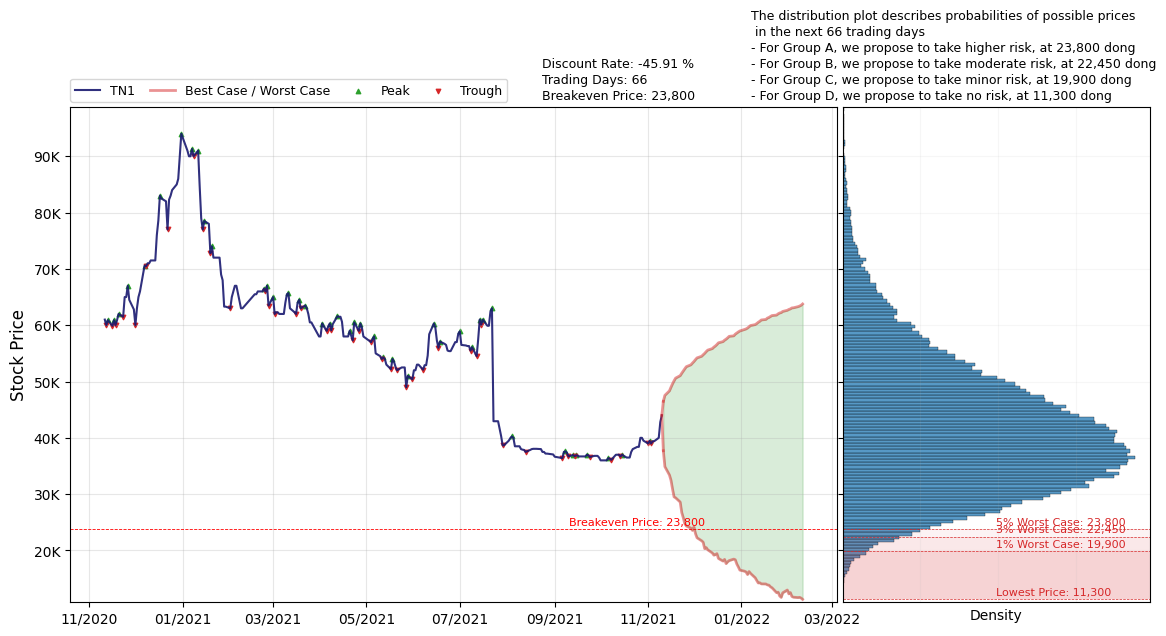 The distribution plot describes probabilities of possible prices
in the next 66 trading days
- For Group A, we propose to take higher risk, at 23,800 dong
- For Group B, we propose to take moderate risk, at 22,450 dong
- For Group C, we propose to take minor risk, at 19,900 dong
- For Group D, we propose to take no risk, at 11,300 dong
Discount Rate: -45.91 %
Trading Days: 66
Breakeven Price: 23,800
TN1
Best Case / Worst Case
Peak
Trough
Stock Price
90K
80K
70K
60K
50K
40K
30K
20K
Breakeven Price: 23,800
11/2020
01/2021
03/2021
05/2021
07/2021
09/2021
11/2021
01/2022
03/2022
5% Worst Case: 23,800
3% Worst Case: 22,450
1% Worst Case: 19,900
Lowest Price: 11,300
Density